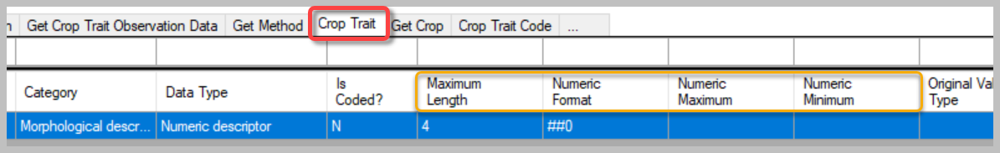 n Get Crop Trait Observation Data Get Method Crop Trait Get Crop Crop Trait Code ...
Category Data Type Is Coded? Maximum Length Numeric Format Numeric Maximum Numeric Minimum Original Val Type
Morphological descr... Numeric descriptor N 4 ##0